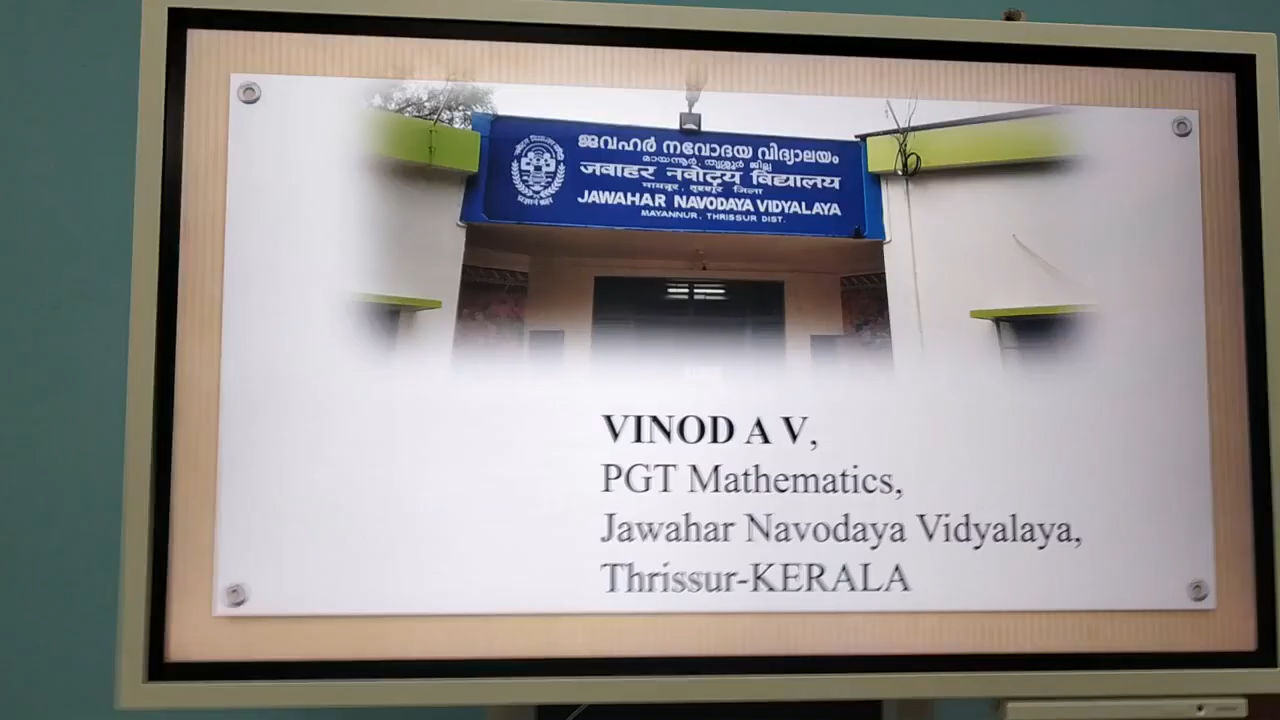 ജവഹർ നവോദയ വിദ്യാലയം
മായന്നൂർ, തൃശ്ശൂർ ജില്ല
जवाहर नवोदय विद्यालय
मायन्नूर, तृश्शूर जिला
JAWAHAR NAVODAYA VIDYALAYA
MAYANNUR, THRISSUR DIST.
VINOD A V,
PGT Mathematics,
Jawahar Navodaya Vidyalaya,
Thrissur-KERALA